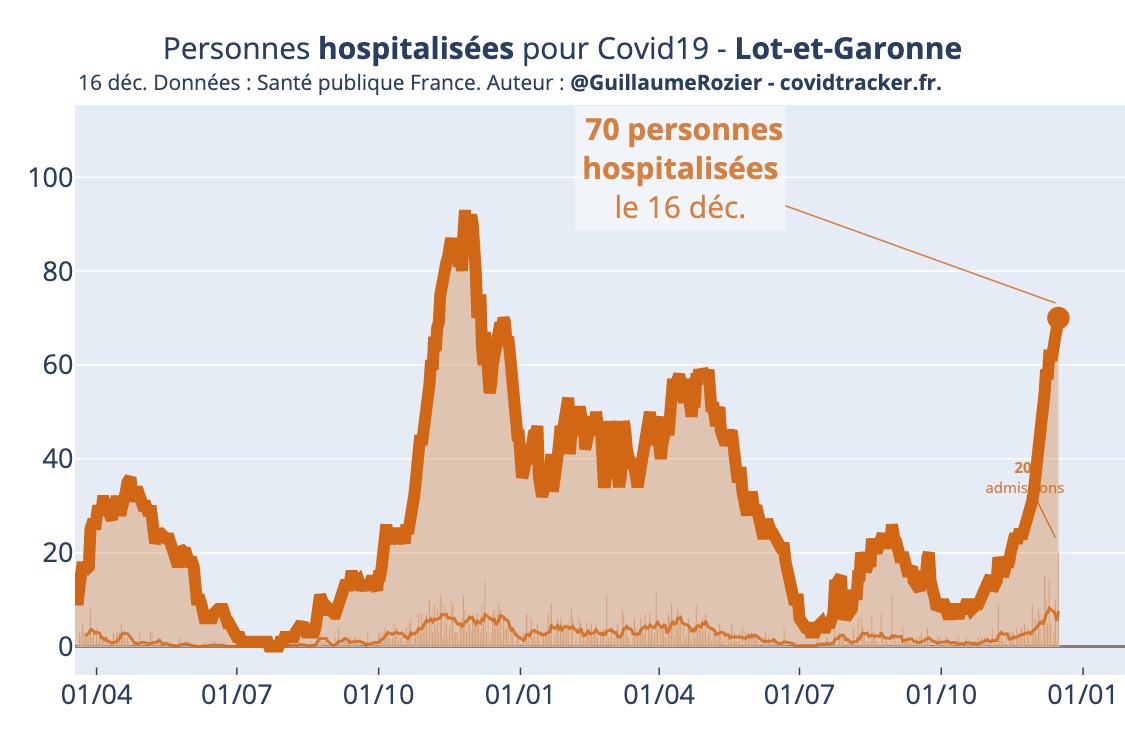 Personnes hospitalisées pour Covid19 - Lot-et-Garonne
16 déc. Données : Santé publique France. Auteur : @GuillaumeRozier - covidtracker.fr.
70 personnes
hospitalisées
le 16 déc.
100
80
60
40
20
0
20
admissions
01/04
01/07
01/10
01/01
01/04
01/07
01/10
01/01